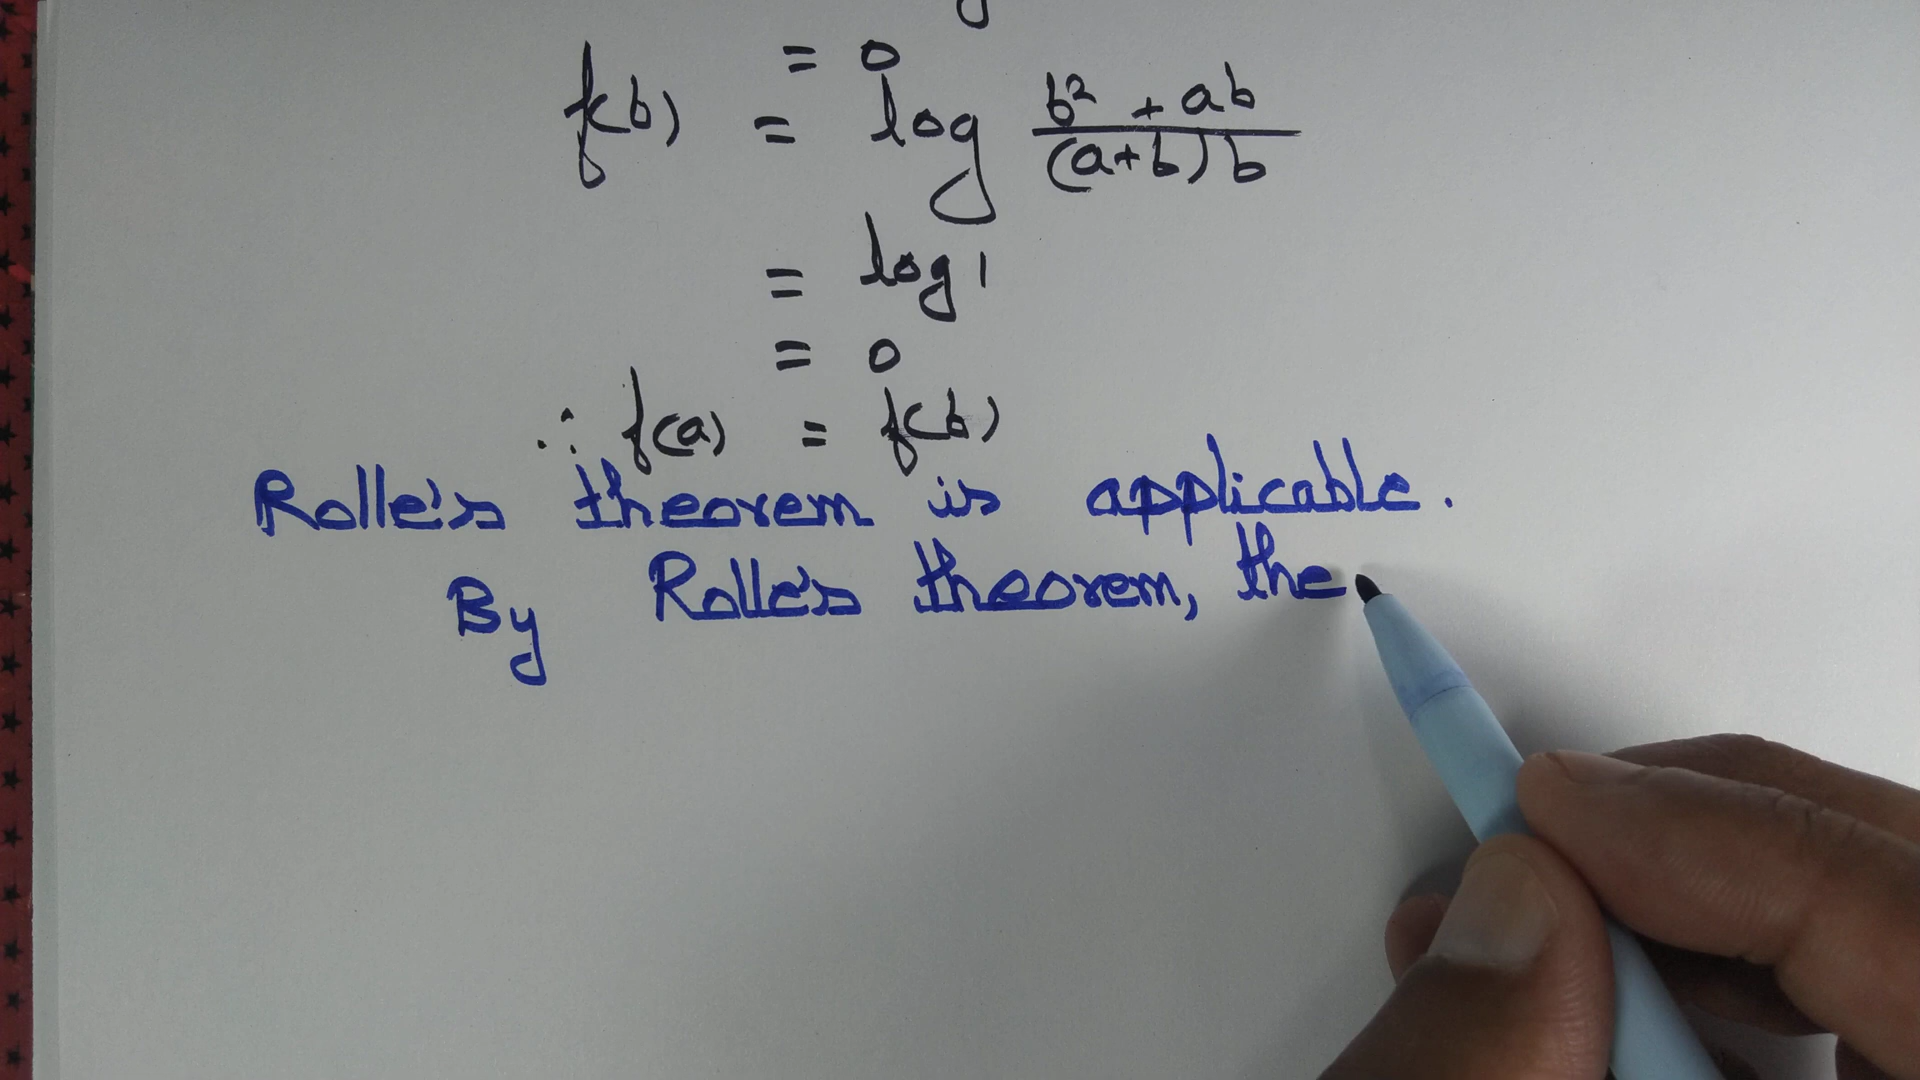 = 0
f(b) = log b² + ab / (a+b) b
= log 1
= 0
∴ f(a) = f(b)
Rolle's theorem is applicable.
By Rolle's theorem, the